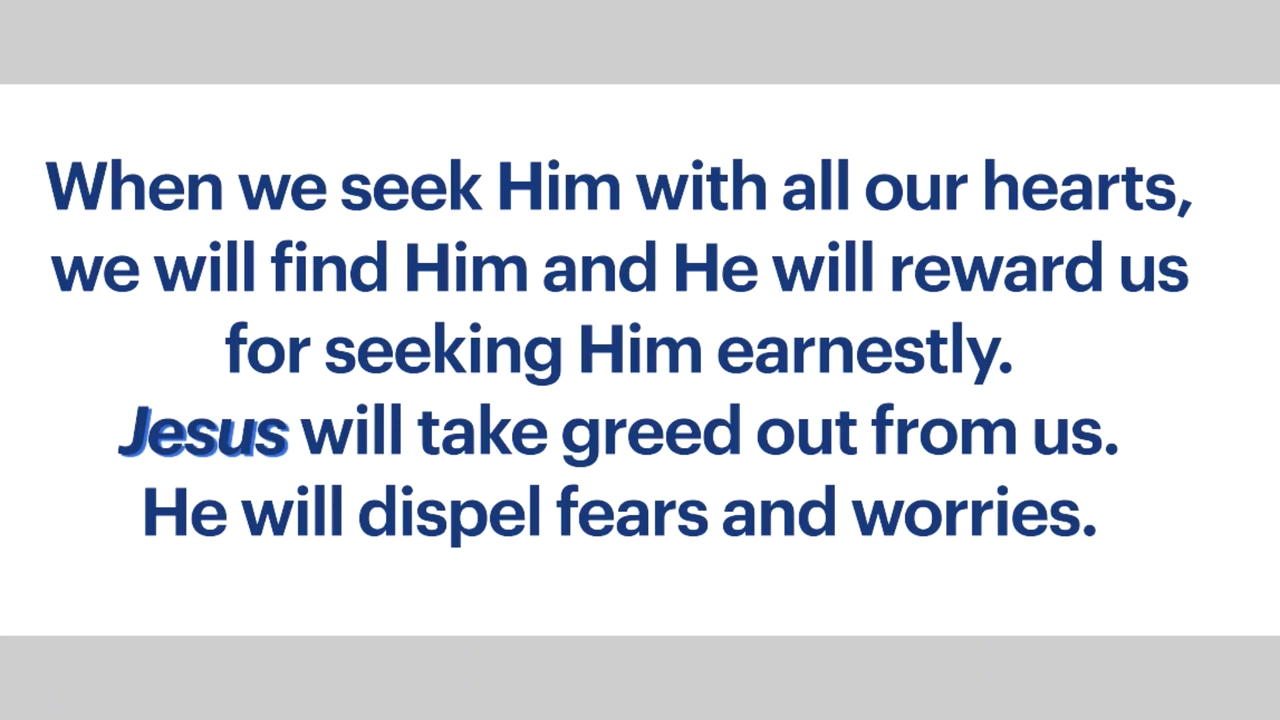 When we seek Him with all our hearts,
we will find Him and He will reward us
for seeking Him earnestly.
Jesus will take greed out from us.
He will dispel fears and worries.